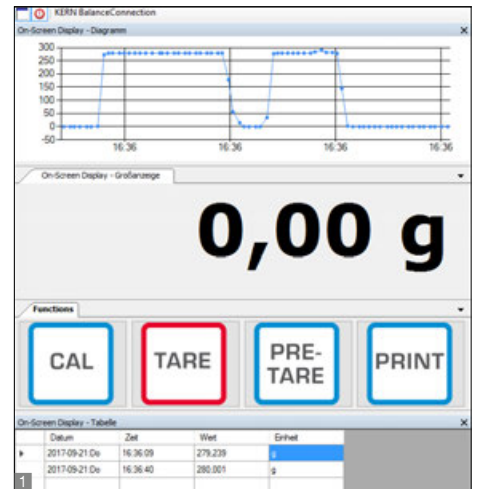 KERN BalanceConnection
On-Screen Display - Diagramm
300
250
200
150
100
50
0
-50
16:36 16:36 16:36 16:36
On-Screen Display - Großanzeige
0,00 g
Functions
CAL TARE PRE-TARE PRINT
On-Screen Display - Tabelle
Datum Zeit Wert Einheit
2017-09-21:Do 16:36:09 279,239 g
2017-09-21:Do 16:36:40 280,001 g
1